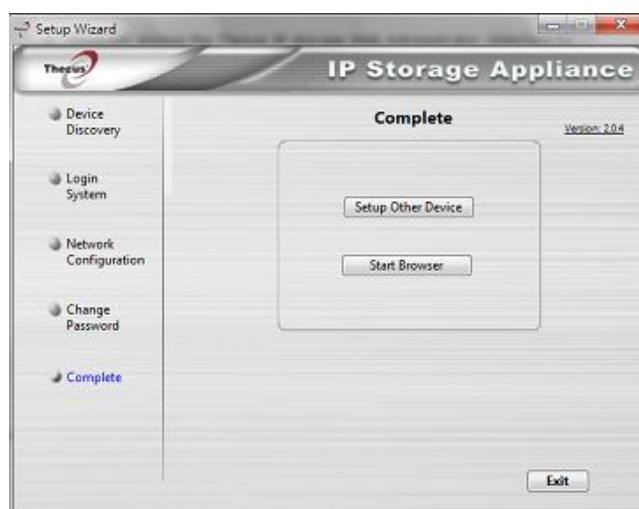 Setup Wizard
Thecus
IP Storage Appliance
Device
Discovery
Login
System
Network
Configuration
Change
Password
Complete
Complete
Version: 2.0.4
Setup Other Device
Start Browser
Exit